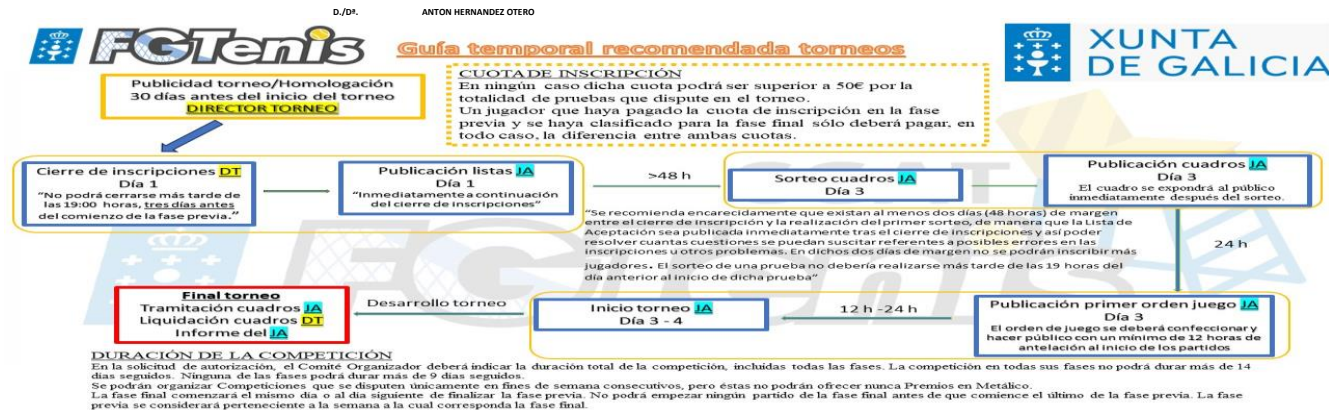 D./Dª. ANTON HERNANDEZ OTERO
FGTenis
Guía temporal recomendada torneos
XUNTA
DE GALICIA
Publicidad torneo/Homologación
30 días antes del inicio del torneo
DIRECTOR TORNEO
CUOTA DE INSCRIPCIÓN
En ningún caso dicha cuota podrá ser superior a 50€ por la
totalidad de pruebas que dispute en el torneo.
Un jugador que haya pagado la cuota de inscripción en la fase
previa y se haya clasificado para la fase final sólo deberá pagar, en
todo caso, la diferencia entre ambas cuotas.
Cierre de inscripciones DT
Día 1
"No podrá cerrarse más tarde de
las 19:00 horas, tres días antes
del comienzo de la fase previa."
Publicación listas JA
Día 1
"Inmediatamente a continuación
del cierre de inscripciones"
>48 h
Sorteo cuadros JA
Día 3
Publicación cuadros JA
Día 3
El cuadro se expondrá al público
inmediatamente después del sorteo.
"Se recomienda encarecidamente que existan al menos dos días (48 horas) de margen
entre el cierre de inscripción y la realización del primer sorteo, de manera que la Lista de
Aceptación sea publicada inmediatamente tras el cierre de inscripciones y así poder
resolver cuantas cuestiones se puedan suscitar referentes a posibles errores en las
inscripciones u otros problemas. En dichos dos días de margen no se podrán inscribir más
jugadores. El sorteo de una prueba no debería realizarse más tarde de las 19 horas del
día anterior al inicio de dicha prueba"
24 h
Publicación primer orden juego JA
Día 3
El orden de juego se deberá confeccionar y
hacer público con un mínimo de 12 horas de
antelación al inicio de los partidos
12 h -24 h
Inicio torneo JA
Día 3 - 4
Desarrollo torneo
Final torneo
Tramitación cuadros JA
Liquidación cuadros DT
Informe del JA
DURACIÓN DE LA COMPETICIÓN
En la solicitud de autorización, el Comité Organizador deberá indicar la duración total de la competición, incluidas todas las fases. La competición en todas sus fases no podrá durar más de 14
días seguidos. Ninguna de las fases podrá durar más de 9 días seguidos.
Se podrán organizar Competiciones que se disputen únicamente en fines de semana consecutivos, pero éstas no podrán ofrecer nunca Premios en Metálico.
La fase final comenzará el mismo día o al día siguiente de finalizar la fase previa. No podrá empezar ningún partido de la fase final antes de que comience el último de la fase previa. La fase
previa se considerará perteneciente a la semana a la cual corresponda la fase final.